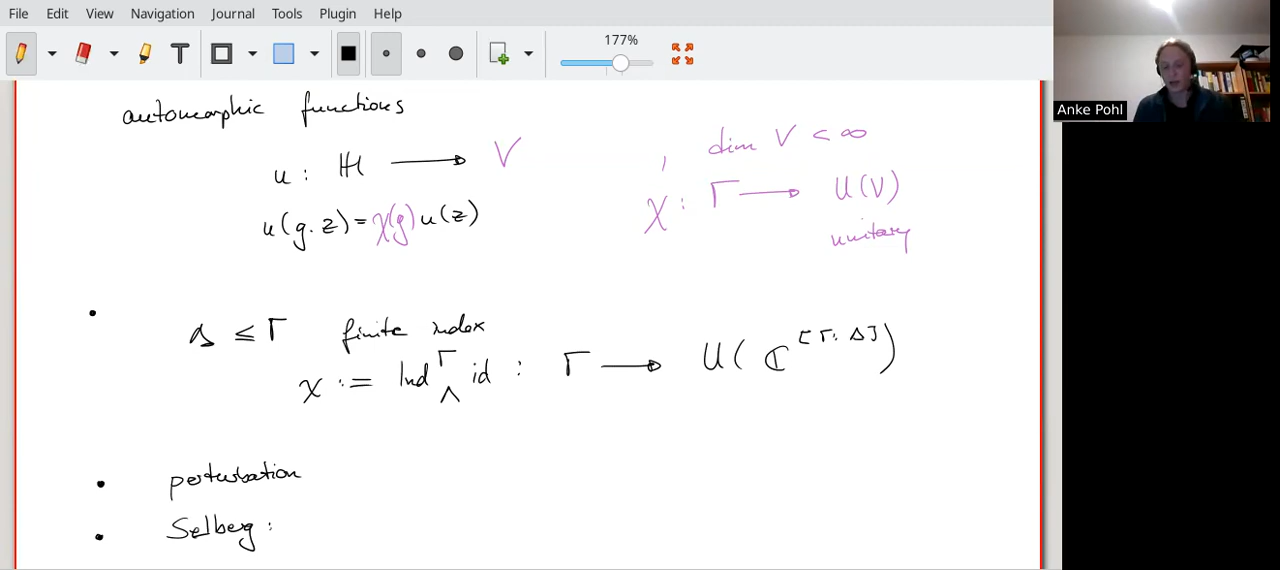 File Edit View Navigation Journal Tools Plugin Help
177%
Anke Pohl
automorphic functions
u : ℍ → V , dim V < ∞
χ : Γ → U(V)
u(g.z) = χ(g) u(z)
unitary
• Δ ≤ Γ finite index
χ := Ind_Λ^Γ id : Γ → U(ℂ^[Γ:Δ])
• perturbation
• Selberg :